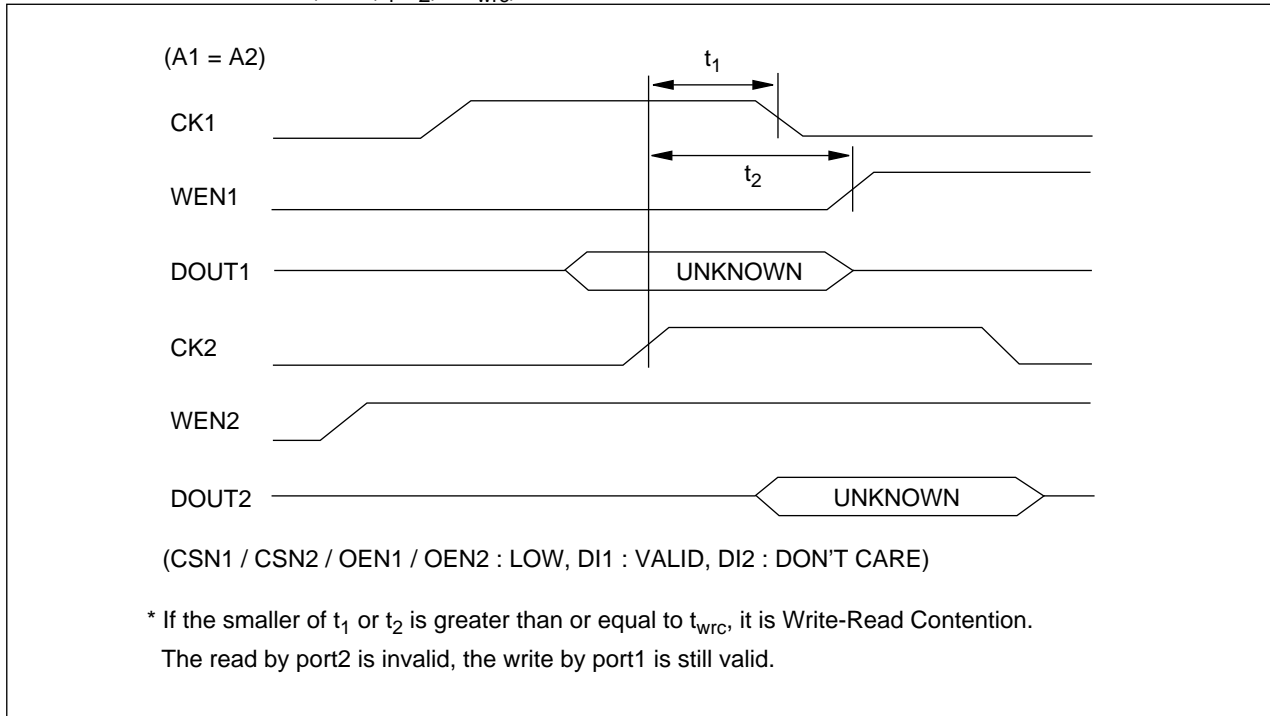 (A1 = A2)
t1
CK1
t2
WEN1
DOUT1 UNKNOWN
CK2
WEN2
DOUT2 UNKNOWN
(CSN1 / CSN2 / OEN1 / OEN2 : LOW, DI1 : VALID, DI2 : DON'T CARE)
* If the smaller of t1 or t2 is greater than or equal to twrc, it is Write-Read Contention.
The read by port2 is invalid, the write by port1 is still valid.